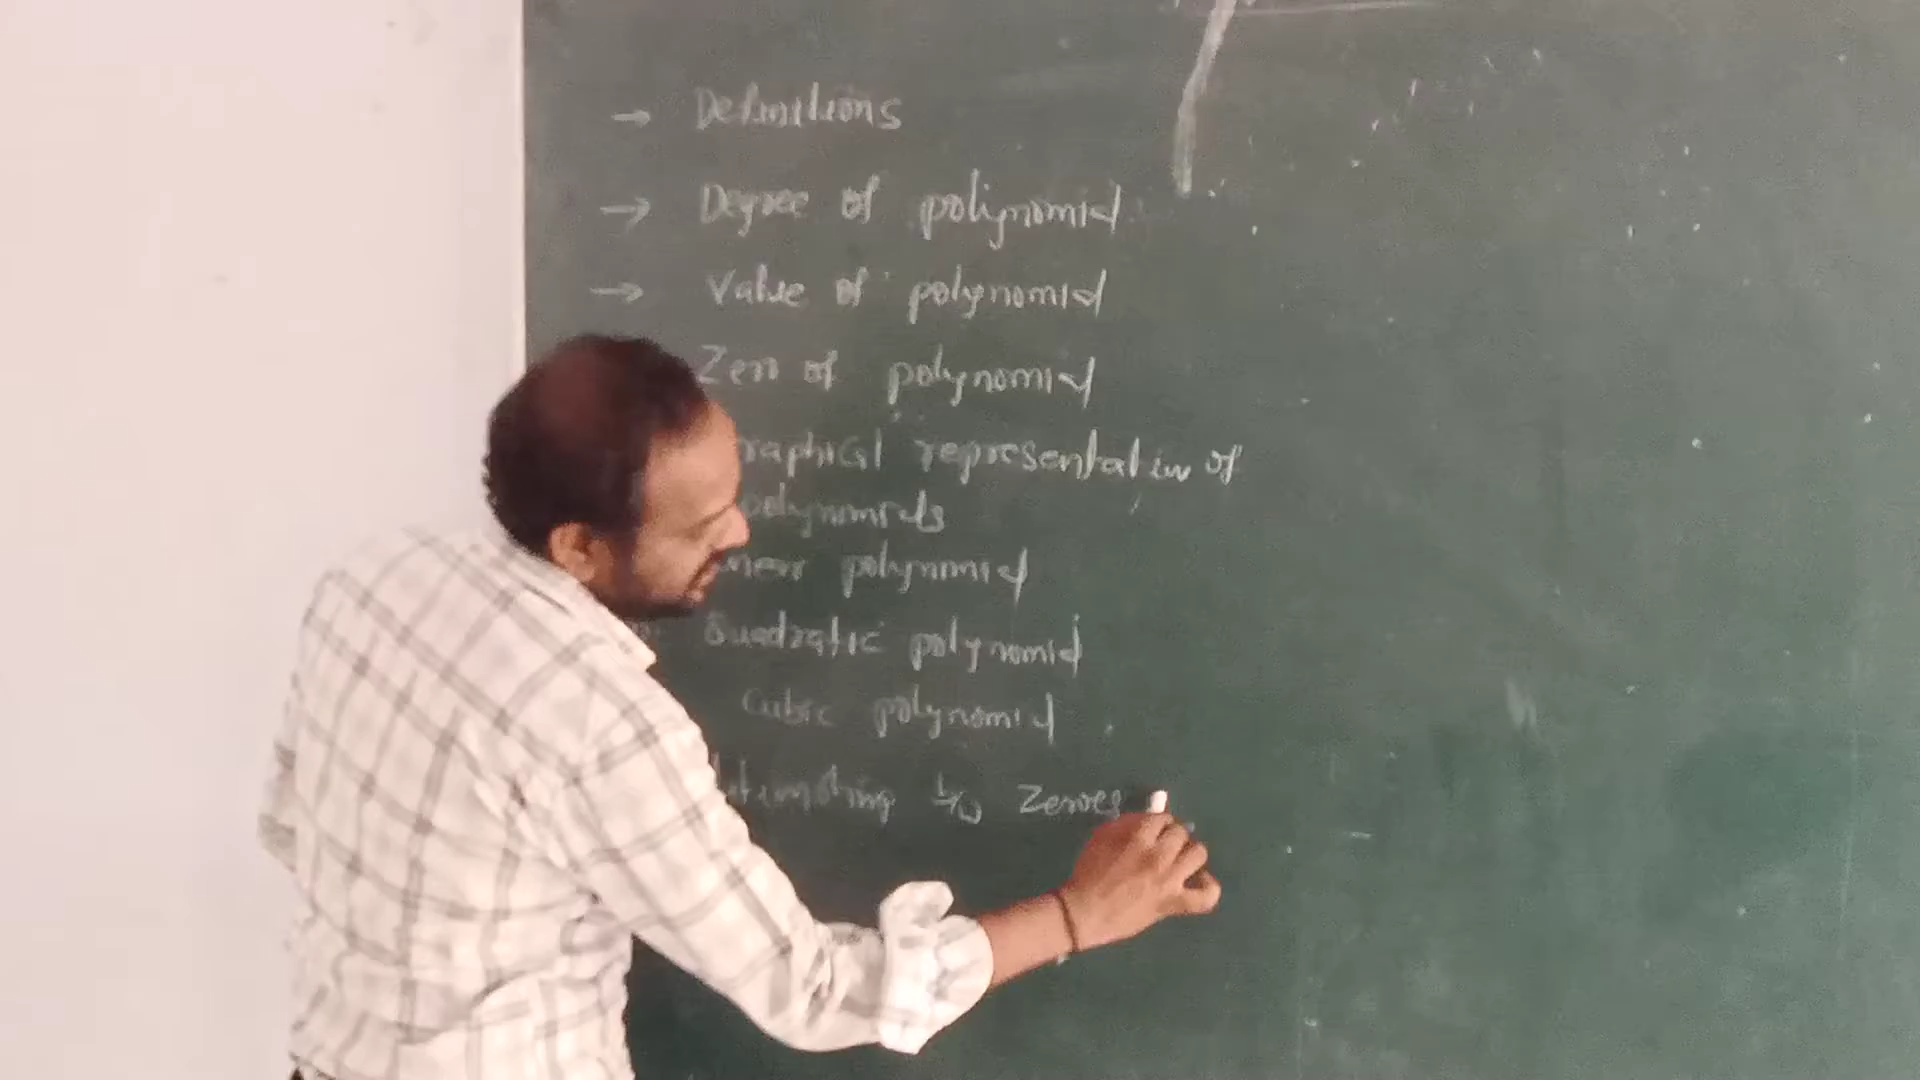 → Definitions
→ Degree of polynomial
→ Value of polynomial
Zero of polynomial
raphical representation of
polynomials
near polynomial
Quadratic polynomial
Cubic polynomial
b/w Zeroes